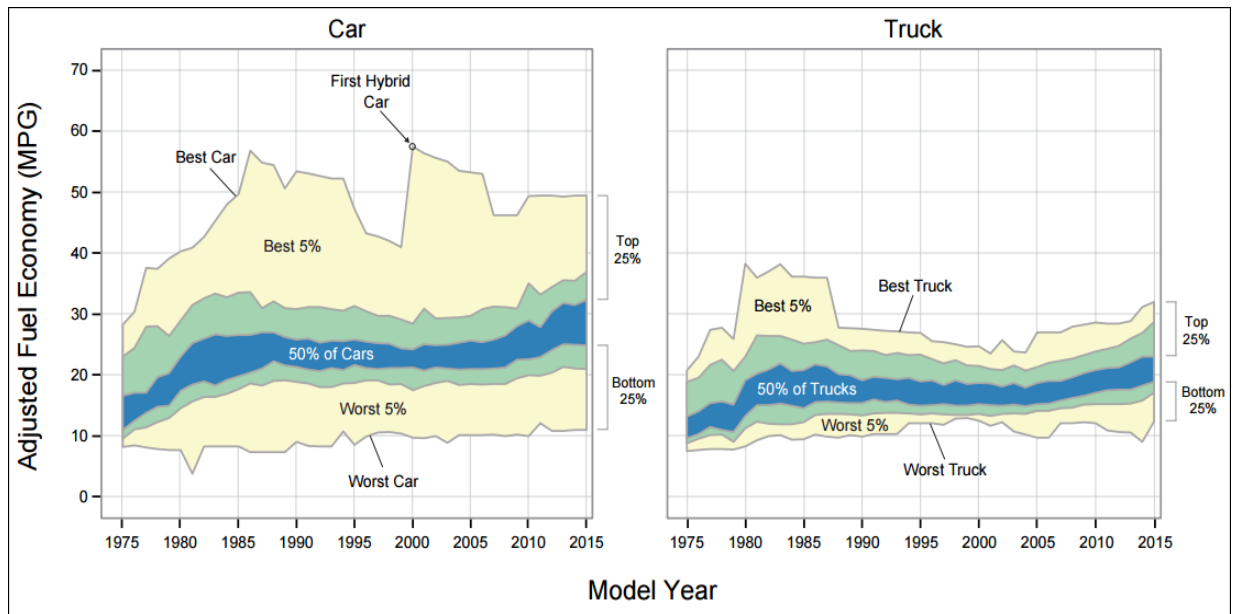 Car
Truck
Adjusted Fuel Economy (MPG)
70
60
50
40
30
20
10
0
First Hybrid
Car
Best Car
Best 5%
50% of Cars
Worst 5%
Worst Car
Top
25%
Bottom
25%
1975 1980 1985 1990 1995 2000 2005 2010 2015
Best 5%
Best Truck
50% of Trucks
Worst 5%
Worst Truck
Top
25%
Bottom
25%
1975 1980 1985 1990 1995 2000 2005 2010 2015
Model Year